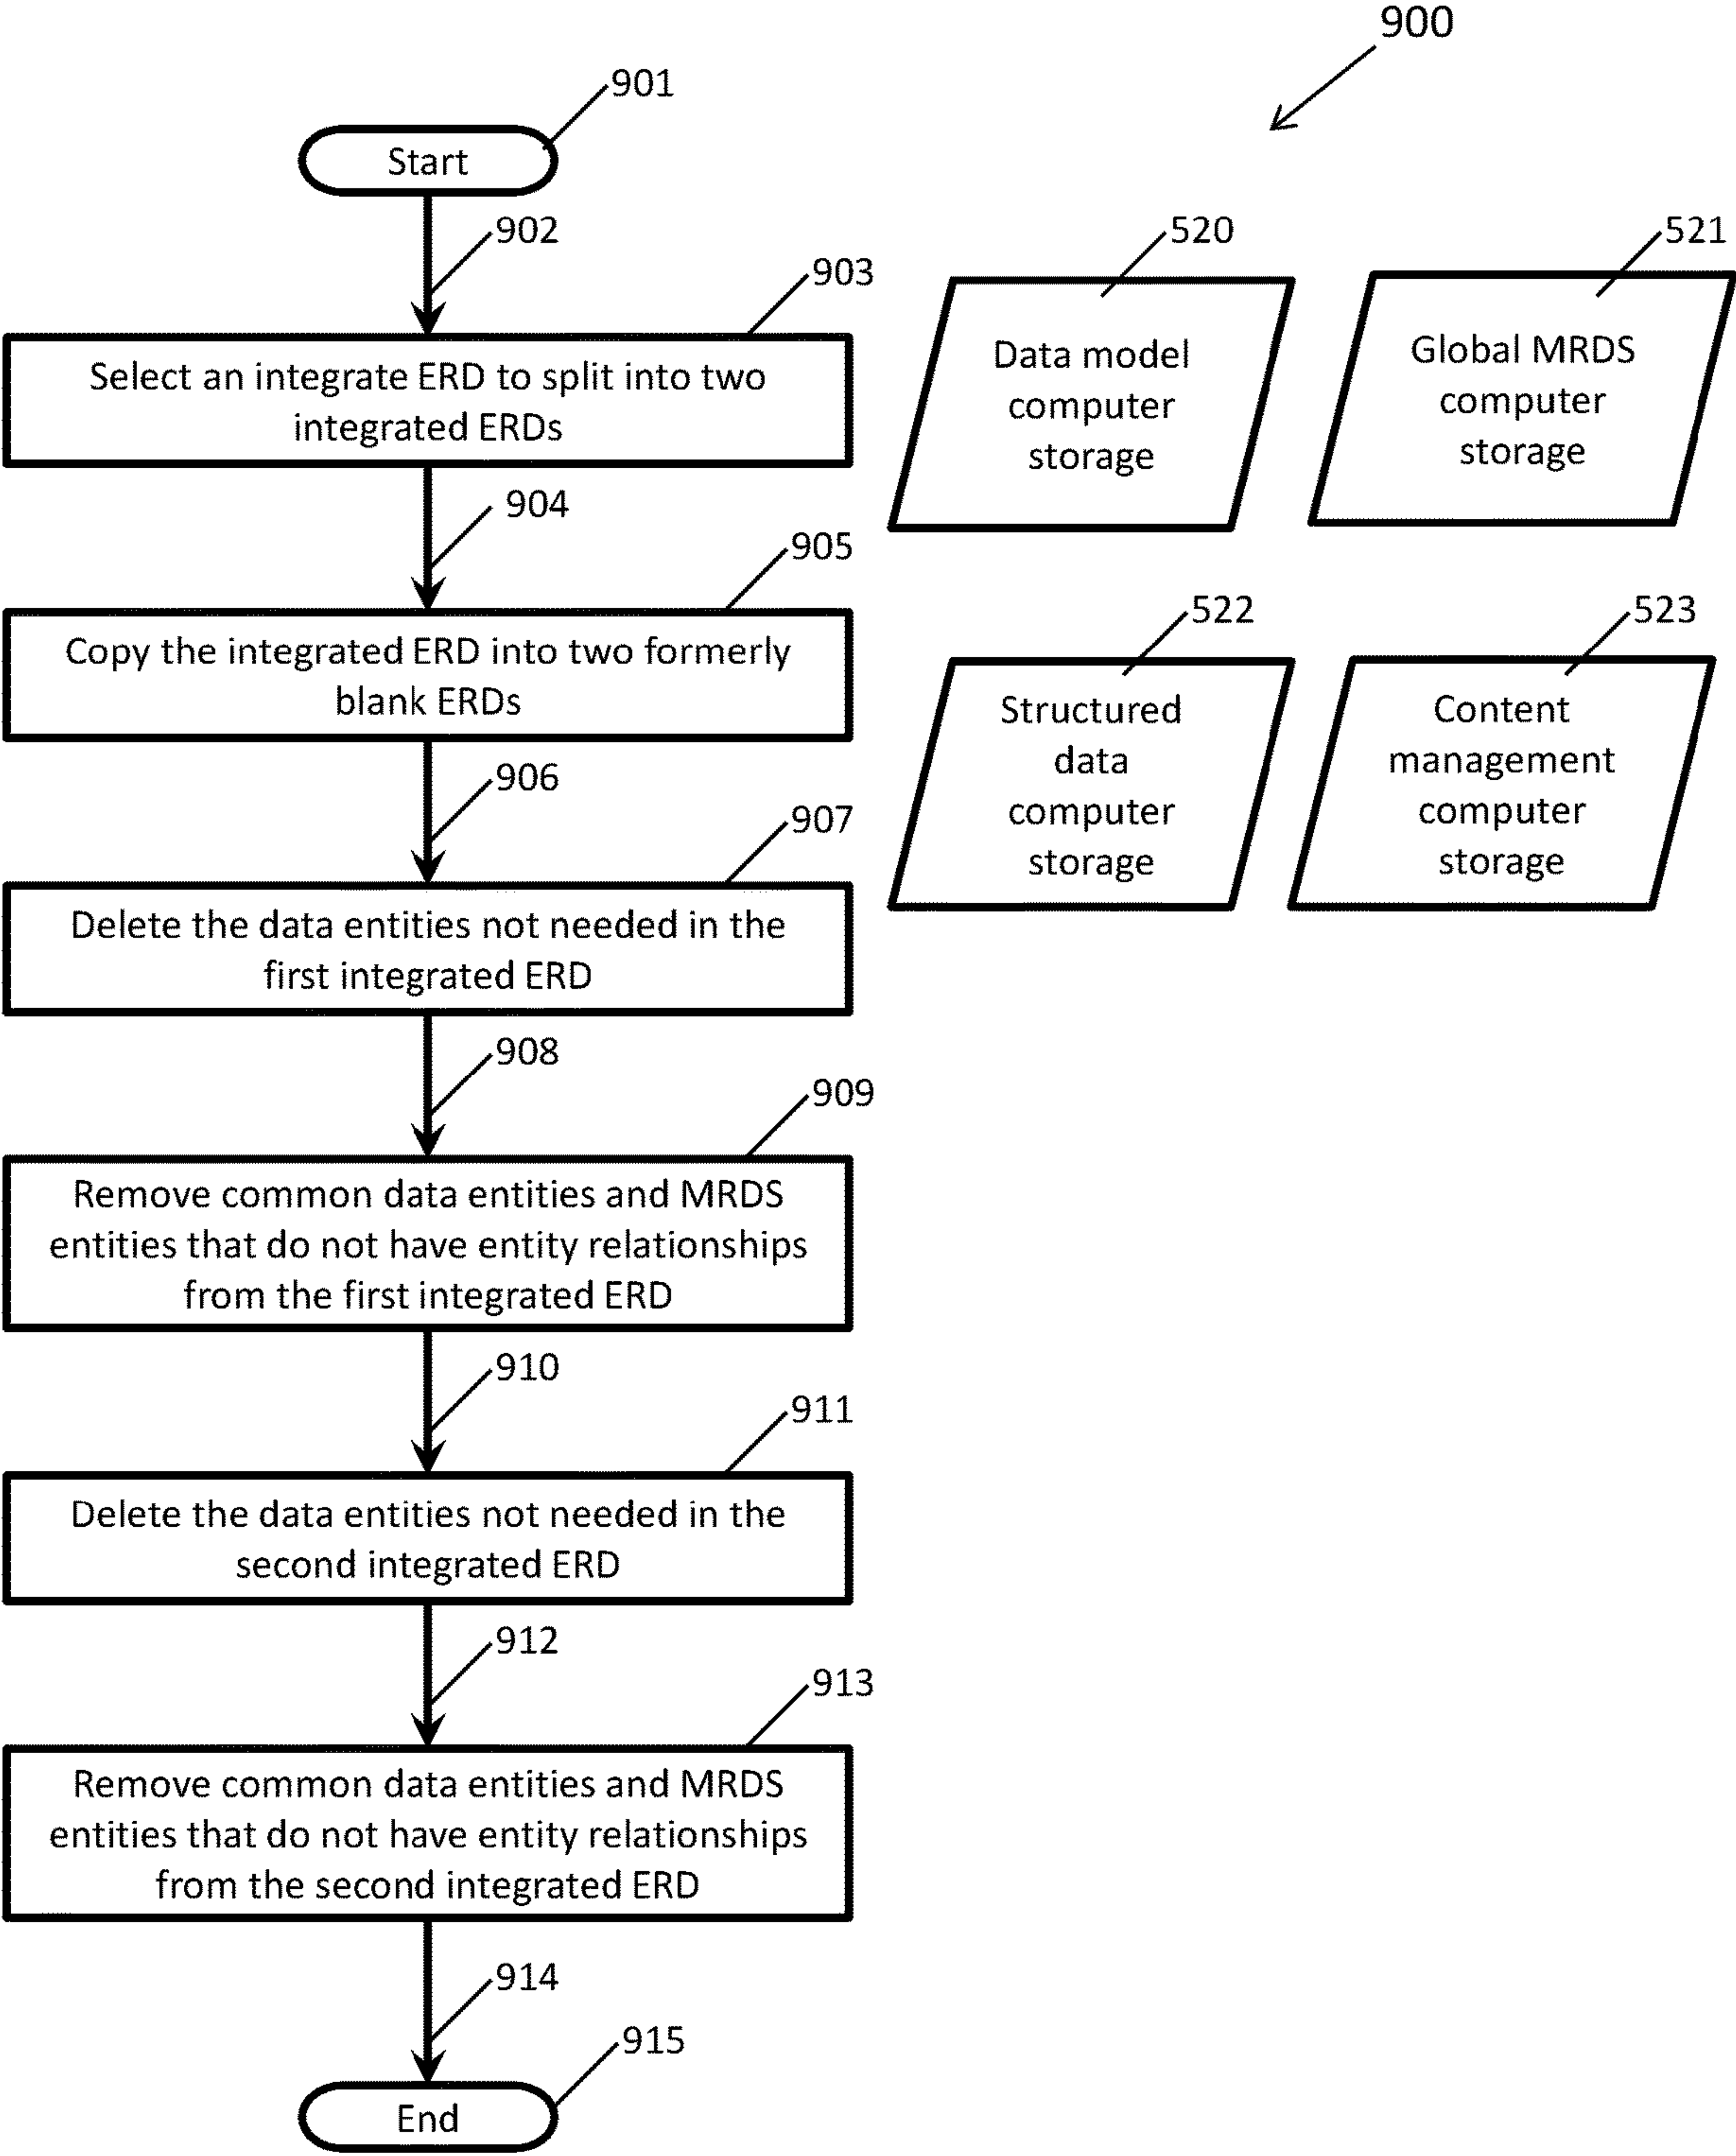 900
901
Start
902
903
Select an integrate ERD to split into two
integrated ERDs
904
905
Copy the integrated ERD into two formerly
blank ERDs
906
907
Delete the data entities not needed in the
first integrated ERD
908
909
Remove common data entities and MRDS
entities that do not have entity relationships
from the first integrated ERD
910
911
Delete the data entities not needed in the
second integrated ERD
912
913
Remove common data entities and MRDS
entities that do not have entity relationships
from the second integrated ERD
914
915
End
520
Data model
computer
storage
521
Global MRDS
computer
storage
522
Structured
data
computer
storage
523
Content
management
computer
storage